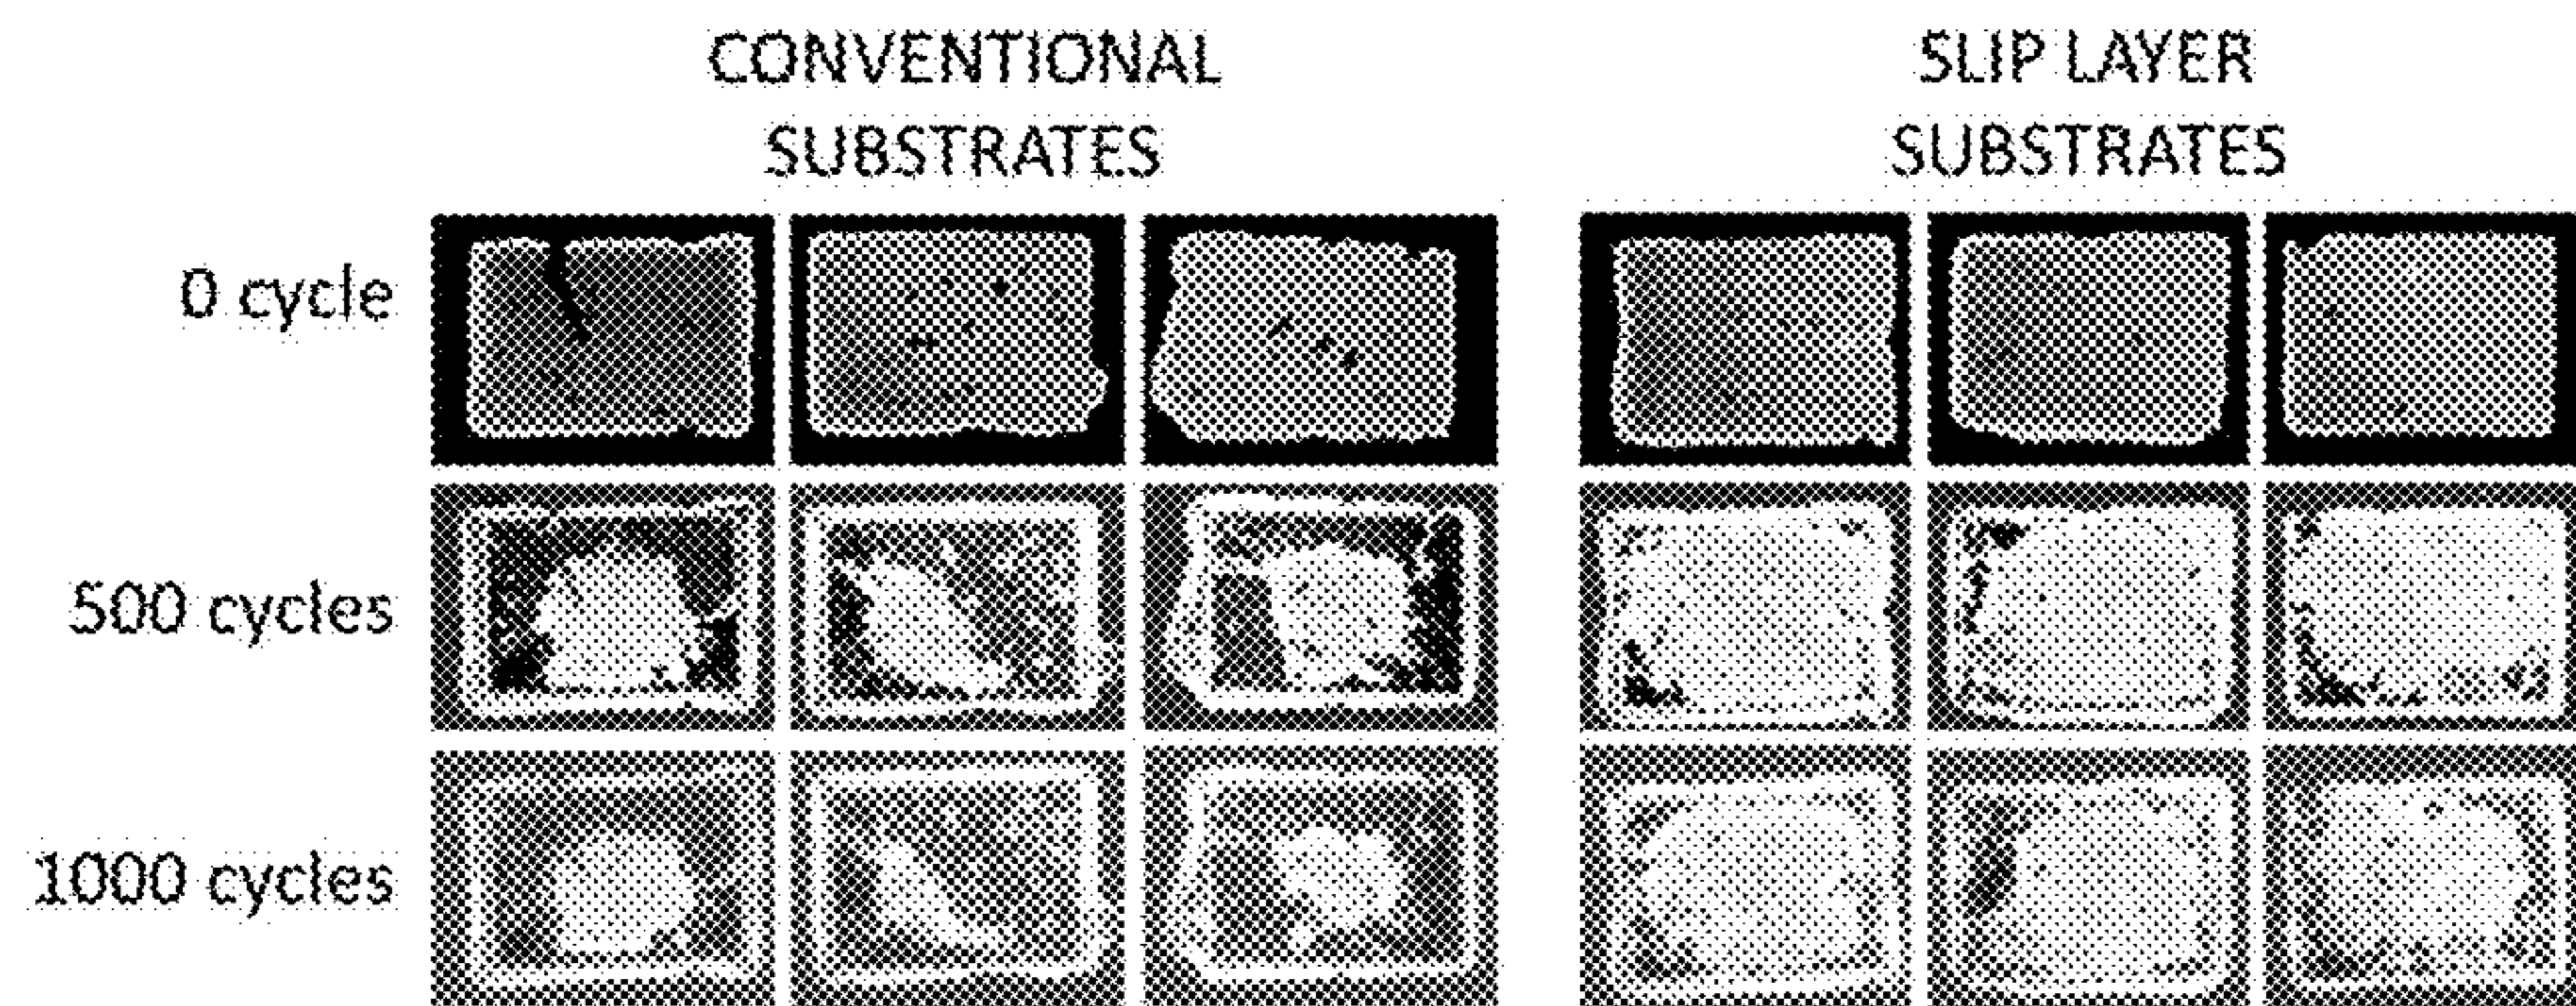 CONVENTIONAL
SUBSTRATES
SLIP LAYER
SUBSTRATES
0 cycle
500 cycles
1000 cycles